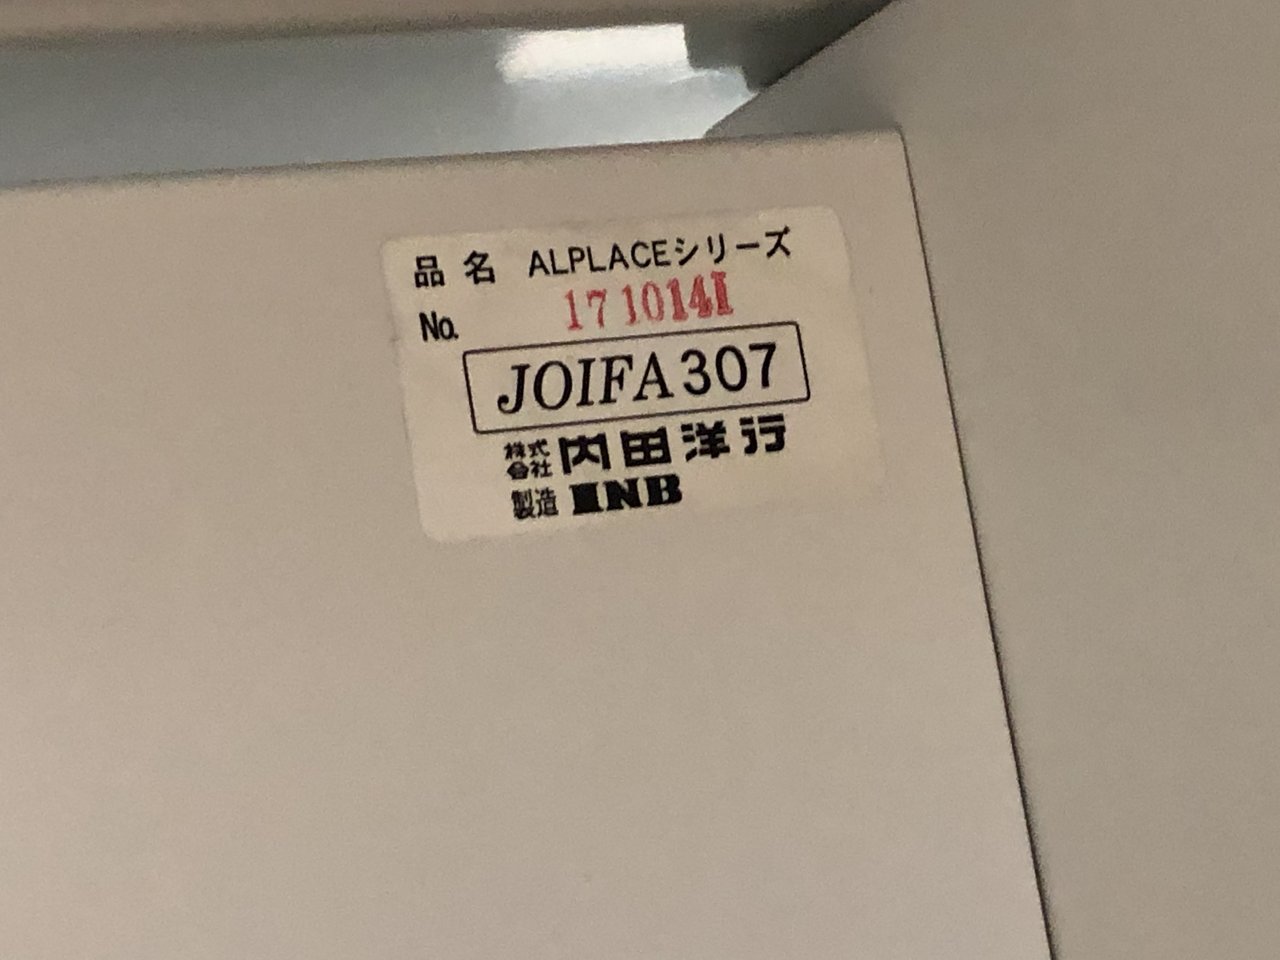 品名 ALPLACEシリーズ
No. 171014I
JOIFA307
株式会社 内田洋行
製造 INB